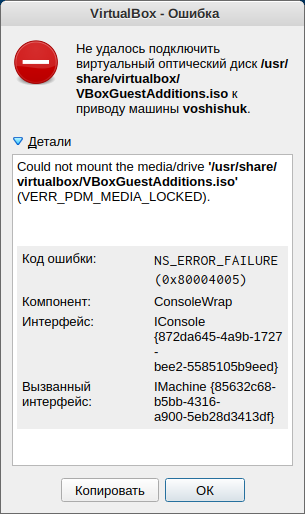 VirtualBox - Ошибка
Не удалось подключить
виртуальный оптический диск /usr/
share/virtualbox/
VBoxGuestAdditions.iso к
приводу машины voshishuk.
Детали
Could not mount the media/drive '/usr/share/
virtualbox/VBoxGuestAdditions.iso'
(VERR_PDM_MEDIA_LOCKED).
Код ошибки: NS_ERROR_FAILURE
(0x80004005)
Компонент: ConsoleWrap
Интерфейс: IConsole
{872da645-4a9b-1727
-
bee2-5585105b9eed}
Вызванный IMachine {85632c68-
интерфейс: b5bb-4316-
a900-5eb28d3413df}
Копировать ОК